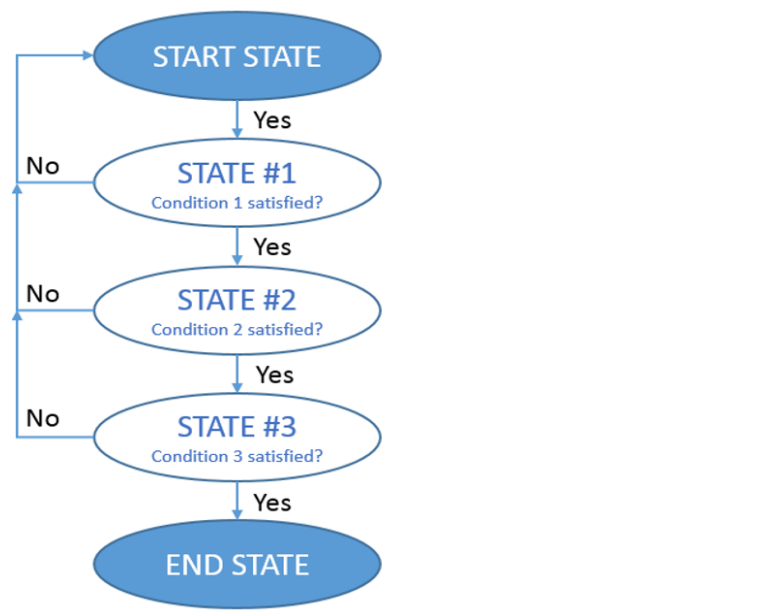 START STATE
Yes
No
STATE #1
Condition 1 satisfied?
Yes
No
STATE #2
Condition 2 satisfied?
Yes
No
STATE #3
Condition 3 satisfied?
Yes
END STATE